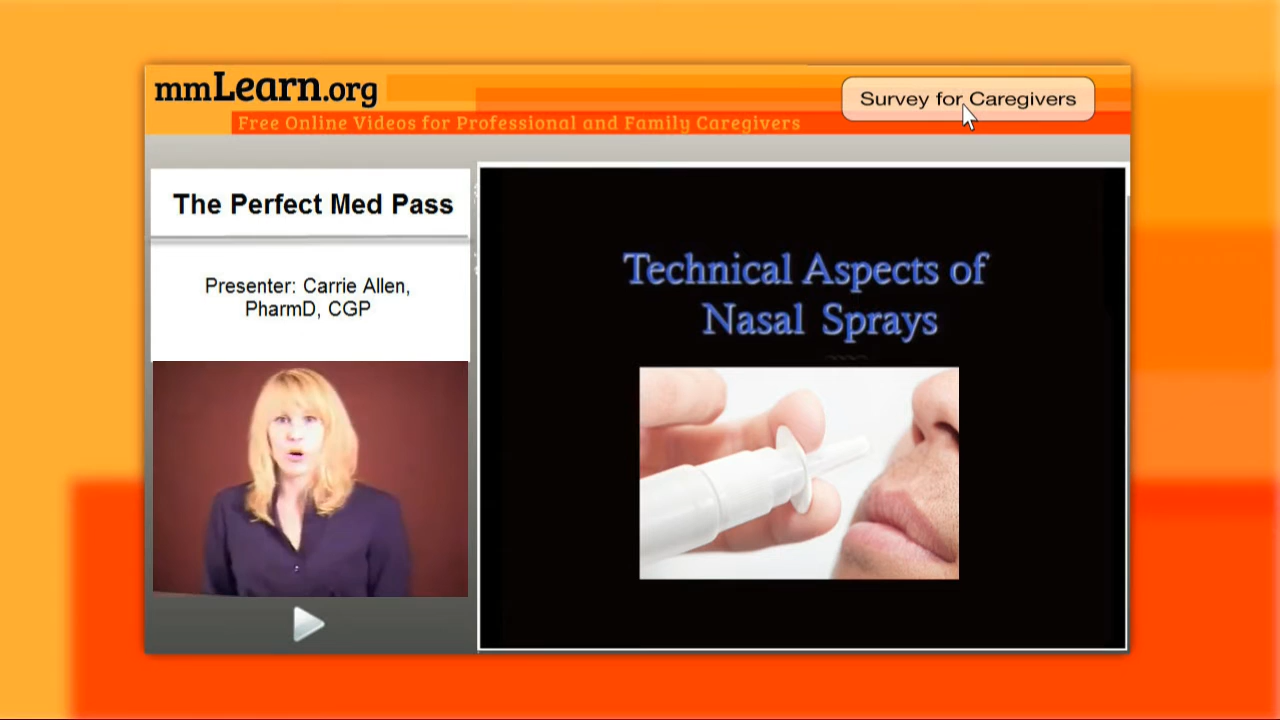 mmLearn.org
Free Online Videos for Professional and Family Caregivers
Survey for Caregivers
The Perfect Med Pass
Presenter: Carrie Allen,
PharmD, CGP
Technical Aspects of
Nasal Sprays